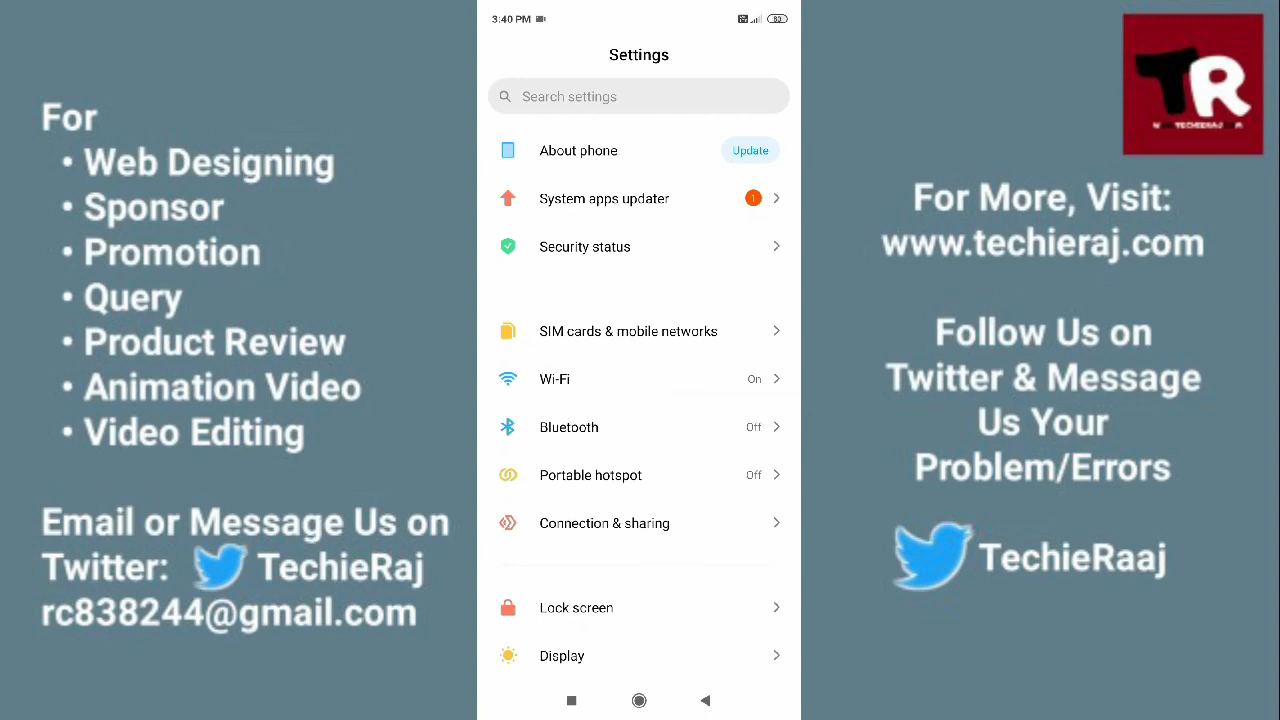 For
• Web Designing
• Sponsor
• Promotion
• Query
• Product Review
• Animation Video
• Video Editing
Email or Message Us on
Twitter: TechieRaj
rc838244@gmail.com
3:40 PM
80
Settings
Search settings
About phone
Update
System apps updater
1
Security status
SIM cards & mobile networks
Wi-Fi
On
Bluetooth
Off
Portable hotspot
Off
Connection & sharing
Lock screen
Display
TR
For More, Visit:
www.techieraj.com
Follow Us on
Twitter & Message
Us Your
Problem/Errors
TechieRaaj